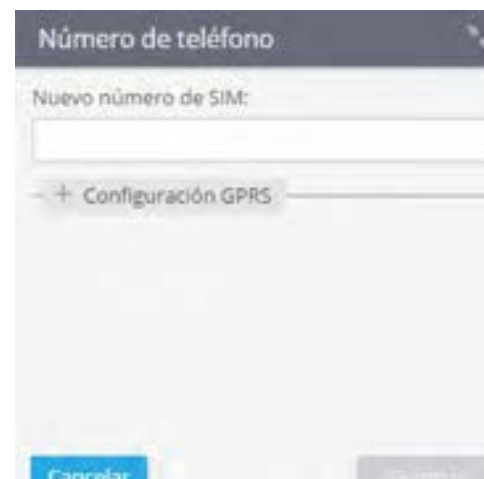 Número de teléfono
Nuevo número de SIM:
+ Configuración GPRS
Cancelar